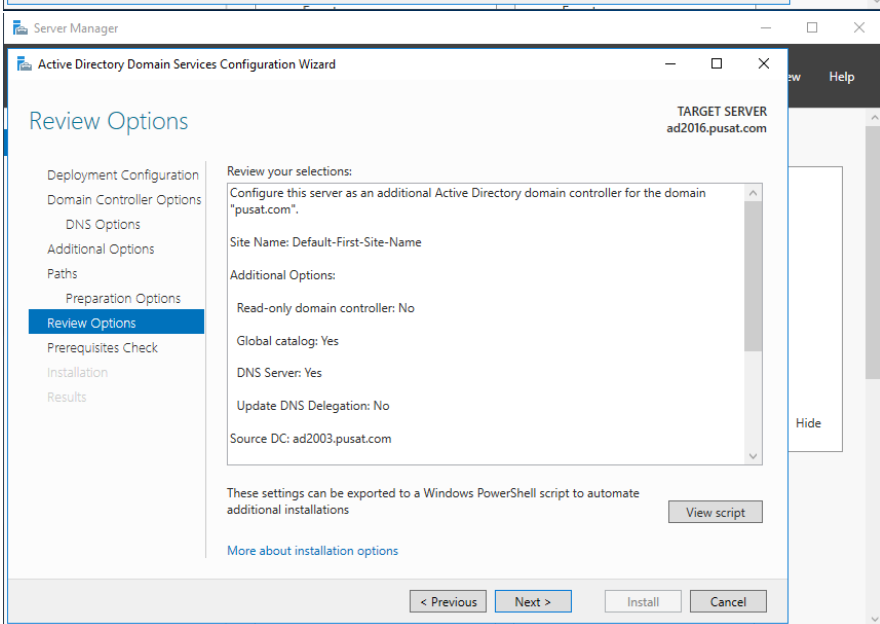 Server Manager
Active Directory Domain Services Configuration Wizard
ew
Help
Review Options
TARGET SERVER
ad2016.pusat.com
Deployment Configuration
Domain Controller Options
DNS Options
Additional Options
Paths
Preparation Options
Review Options
Prerequisites Check
Installation
Results
Review your selections:
Configure this server as an additional Active Directory domain controller for the domain
"pusat.com".
Site Name: Default-First-Site-Name
Additional Options:
Read-only domain controller: No
Global catalog: Yes
DNS Server: Yes
Update DNS Delegation: No
Source DC: ad2003.pusat.com
Hide
These settings can be exported to a Windows PowerShell script to automate
additional installations
View script
More about installation options
< Previous
Next >
Install
Cancel